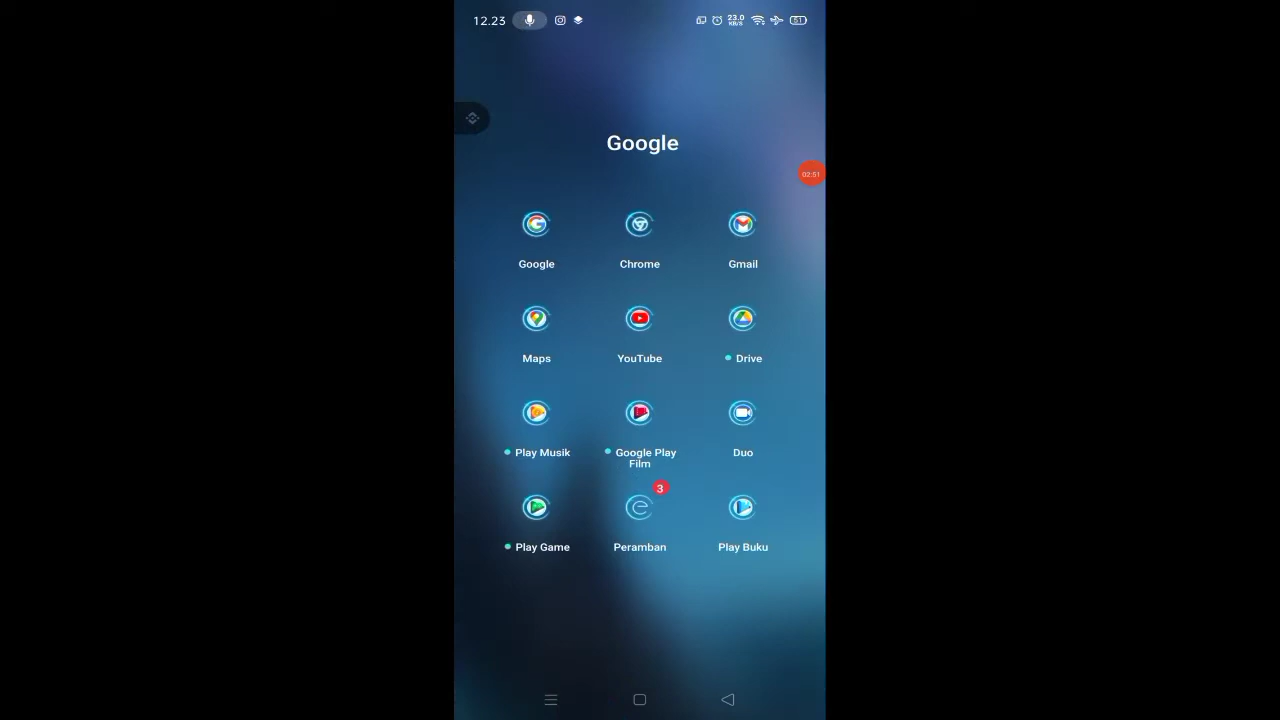 12.23
23.0
KB/S
51
Google
02:51
Google
Chrome
Gmail
Maps
YouTube
Drive
Play Musik
Google Play
Film
Duo
3
Play Game
Peramban
Play Buku